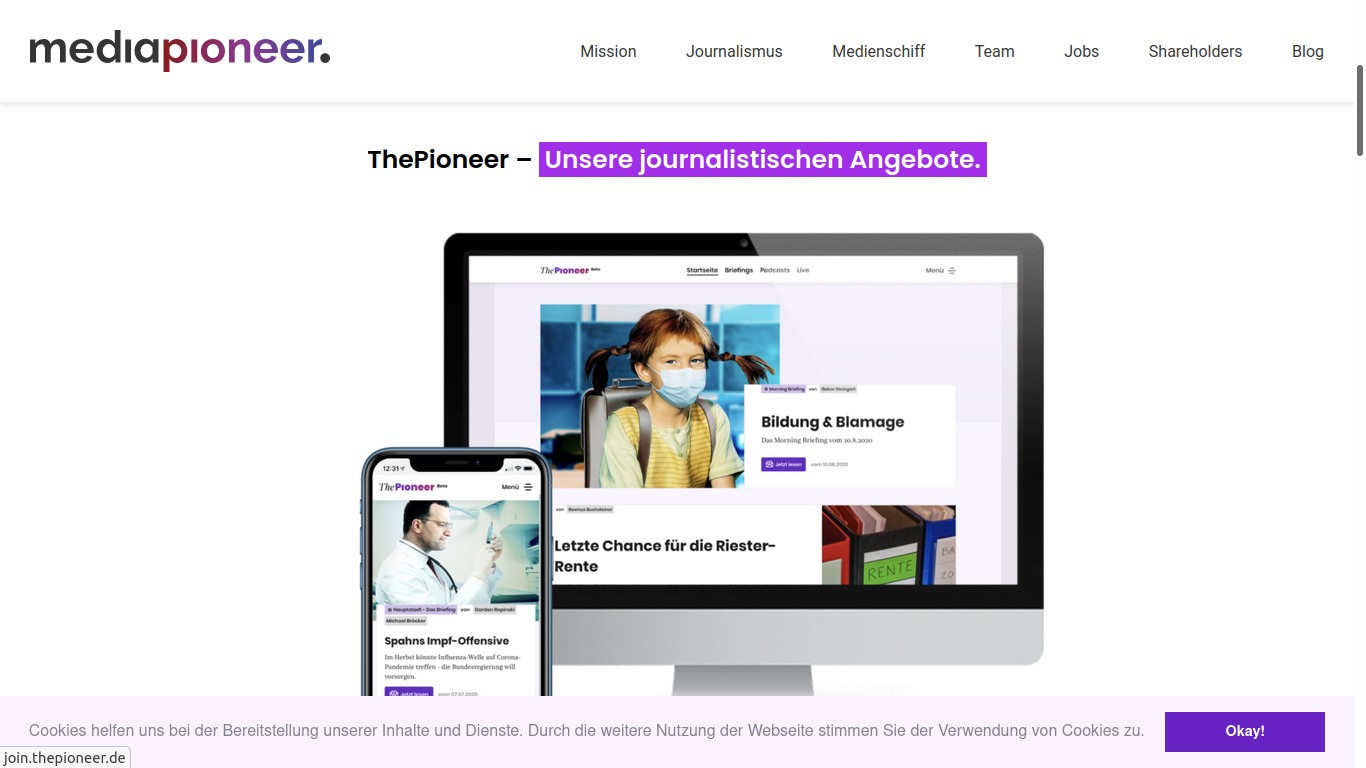 mediapioneer.
Mission Journalismus Medienschiff Team Jobs Shareholders Blog
ThePioneer – Unsere journalistischen Angebote.
ThePioneer Beta Startseite Briefings Podcasts Live Menü
Morning Briefing von Gabor Steingart
Bildung & Blamage
Das Morning Briefing vom 10.8.2020
Jetzt lesen vom 10.08.2020
von Rasmus Buchsteiner
Letzte Chance für die Riester-
Rente
RENTE
BA
20
12:31
ThePioneer Beta Menü
Hauptstadt - Das Briefing von Gordon Repinski
Michael Bröcker
Spahns Impf-Offensive
Im Herbst könnte Influenza-Welle auf Corona-
Pandemie treffen - die Bundesregierung will
vorsorgen.
Jetzt lesen vom 07.07.2020
Cookies helfen uns bei der Bereitstellung unserer Inhalte und Dienste. Durch die weitere Nutzung der Webseite stimmen Sie der Verwendung von Cookies zu.
Okay!
join.thepioneer.de